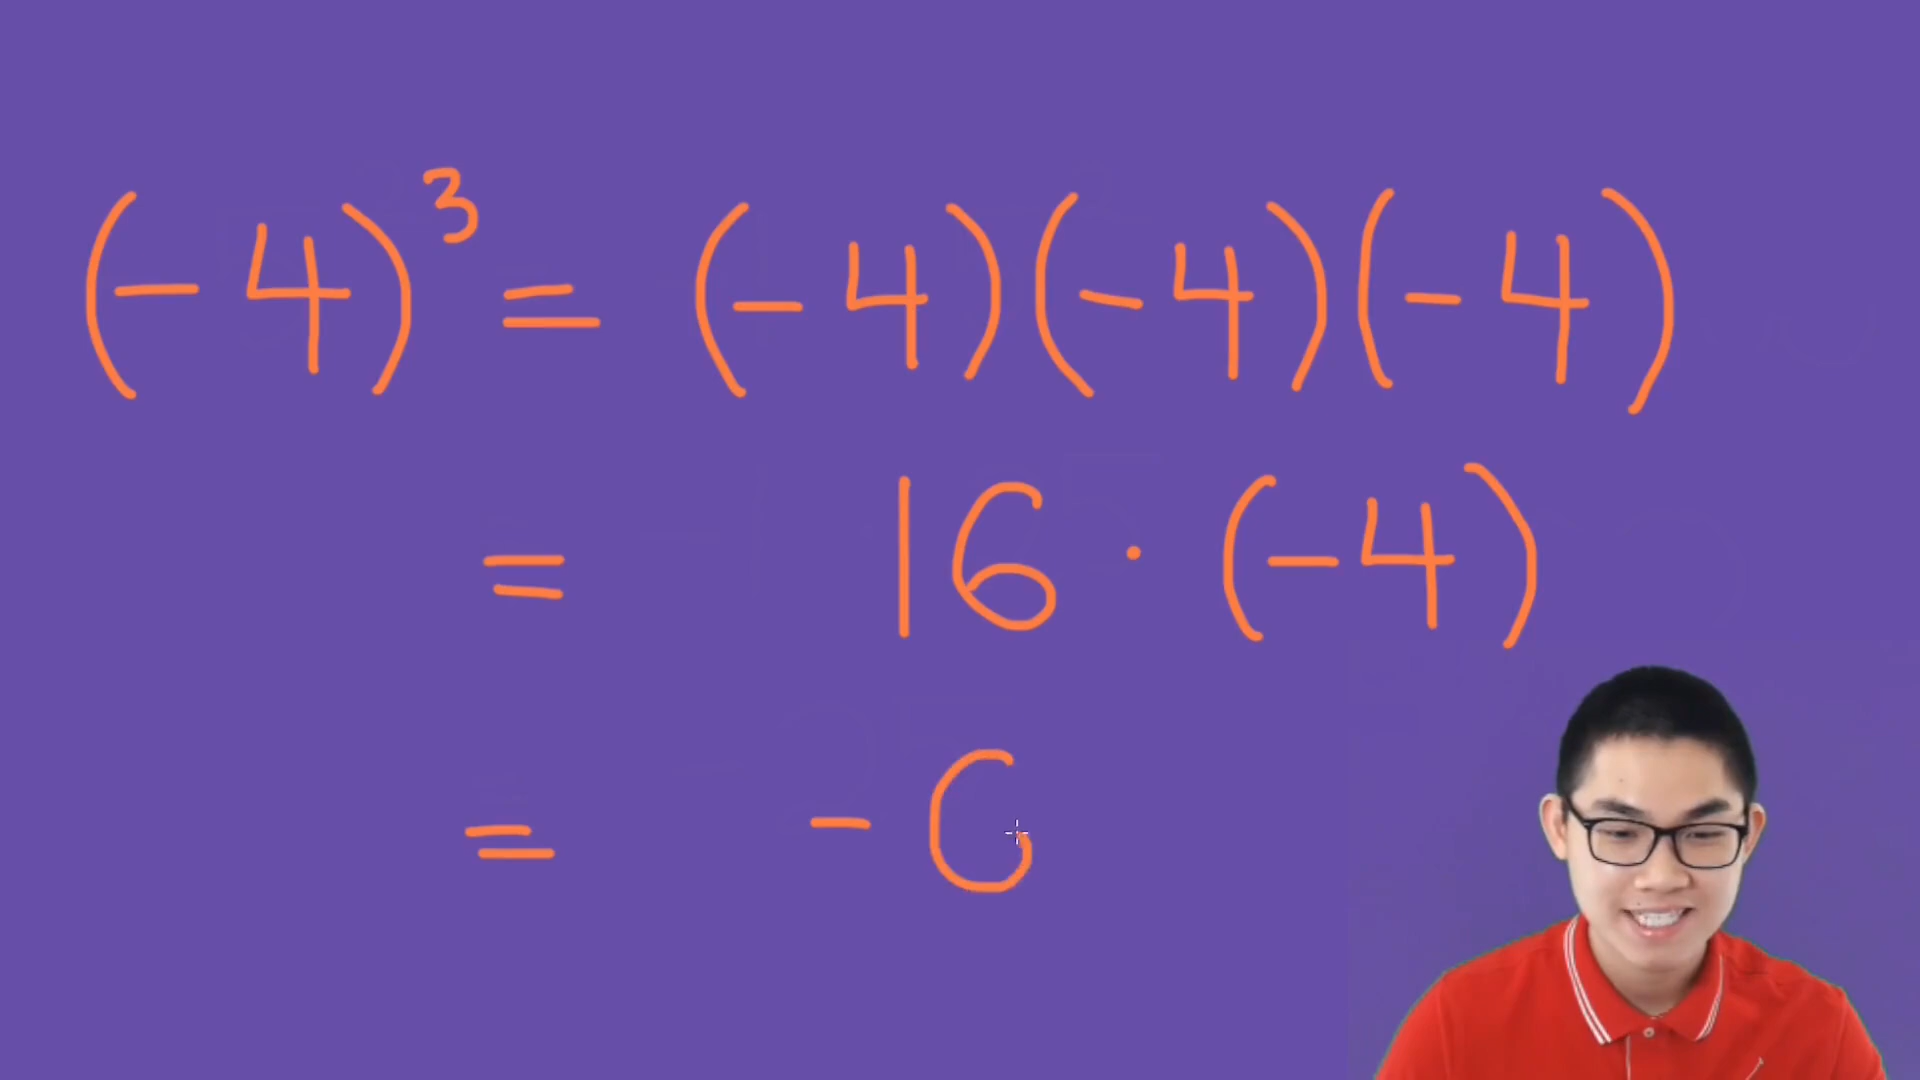 (-4)³ = (-4)(-4)(-4)
= 16 · (-4)
= -6